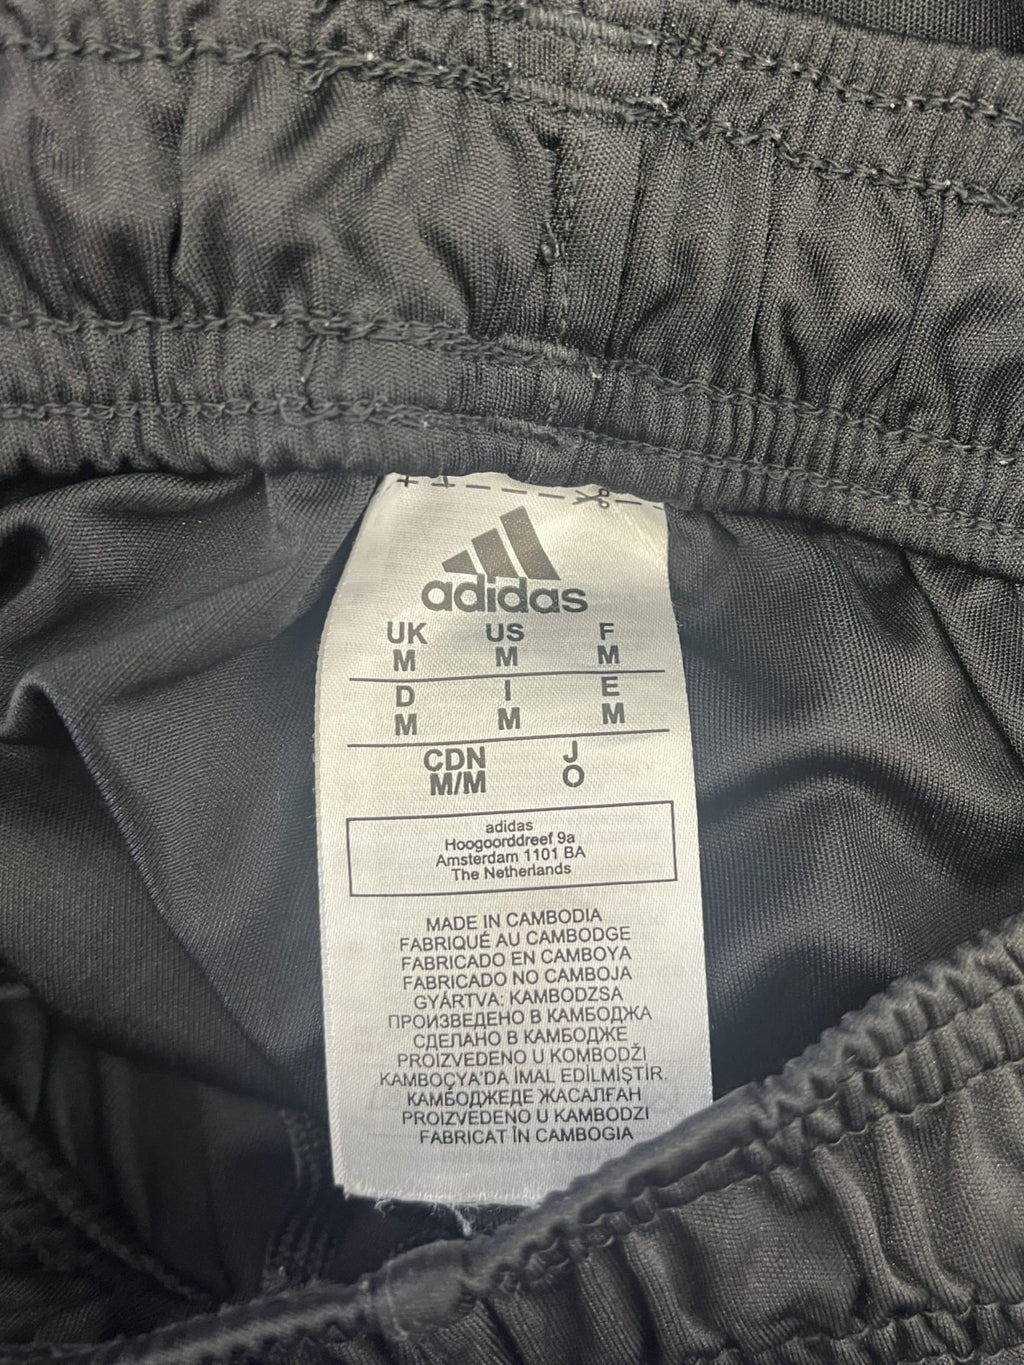 adidas
UK US F
M M M
D I E
M M M
CDN J
M/M O
adidas
Hoogoorddreef 9a
Amsterdam 1101 BA
The Netherlands
MADE IN CAMBODIA
FABRIQUÉ AU CAMBODGE
FABRICADO EN CAMBOYA
FABRICADO NO CAMBOJA
GYÁRTVA: KAMBODZSA
ПРОИЗВЕДЕНО В КАМБОДЖА
СДЕЛАНО В КАМБОДЖЕ
PROIZVEDENO U KOMBODŽI
KAMBOÇYA'DA İMAL EDİLMİŞTİR.
КАМБОДЖЕДЕ ЖАСАЛҒАН
PROIZVEDENO U KAMBODZI
FABRICAT ÎN CAMBOGIA